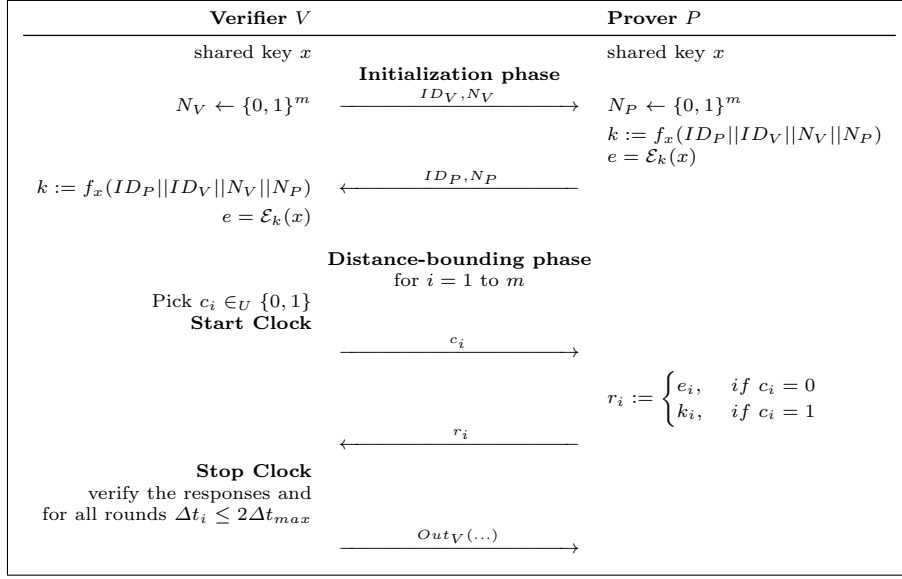 Verifier V Prover P
shared key x shared key x
Initialization phase
N_V ← {0, 1}^m ID_V, N_V N_P ← {0, 1}^m
k := f_x(ID_P||ID_V||N_V||N_P)
e = ℰ_k(x)
k := f_x(ID_P||ID_V||N_V||N_P) ID_P, N_P
e = ℰ_k(x)
Distance-bounding phase
for i = 1 to m
Pick c_i ∈_U {0, 1}
Start Clock
c_i
r_i := { e_i, if c_i = 0
k_i, if c_i = 1
r_i
Stop Clock
verify the responses and
for all rounds Δt_i ≤ 2Δt_max
Out_V(...)